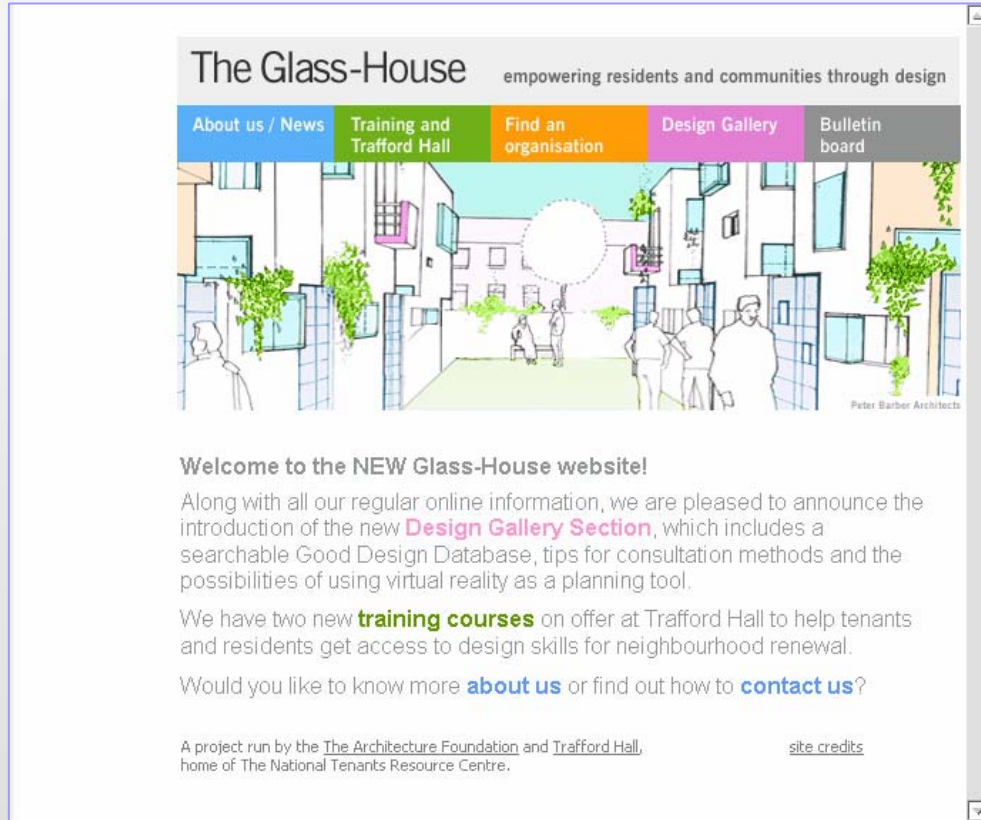 The Glass-House
empowering residents and communities through design
About us / News
Training and
Trafford Hall
Find an
organisation
Design Gallery
Bulletin
board
Peter Barber Architects
Welcome to the NEW Glass-House website!
Along with all our regular online information, we are pleased to announce the
introduction of the new Design Gallery Section, which includes a
searchable Good Design Database, tips for consultation methods and the
possibilities of using virtual reality as a planning tool.
We have two new training courses on offer at Trafford Hall to help tenants
and residents get access to design skills for neighbourhood renewal.
Would you like to know more about us or find out how to contact us?
A project run by the The Architecture Foundation and Trafford Hall,
home of The National Tenants Resource Centre.
site credits